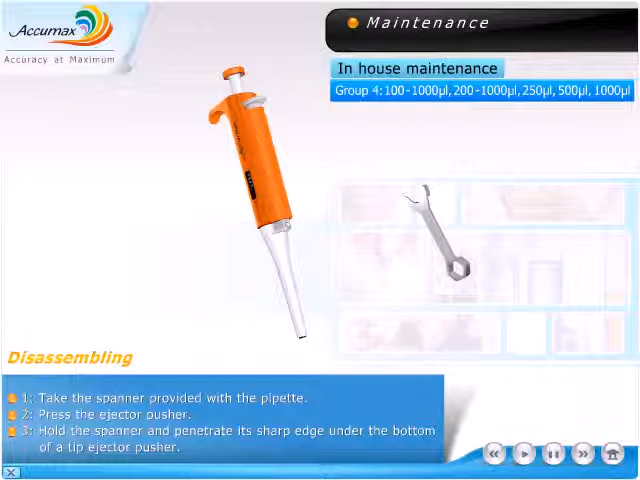 Accumax
Accuracy at Maximum
Maintenance
In house maintenance
Group 4:100-1000µl, 200-1000µl, 250µl, 500µl, 1000µl
Disassembling
1: Take the spanner provided with the pipette.
2: Press the ejector pusher.
3: Hold the spanner and penetrate its sharp edge under the bottom
of a tip ejector pusher.